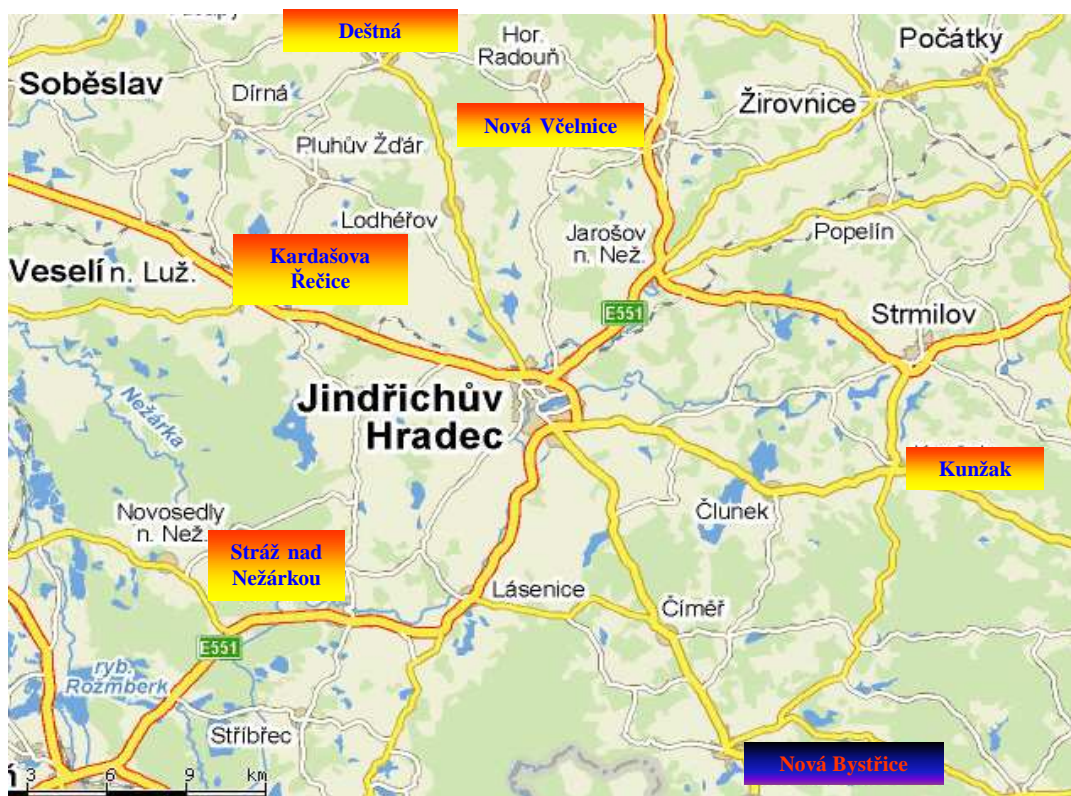 Deštná
Hor.
Radouň
Počátky
Soběslav
Dírná
Žirovnice
Nová Včelnice
Pluhův Žďár
Lodhéřov
Jarošov
n. Než.
Popelín
Kardašova
Řečice
Veselí n. Luž.
E551
Strmilov
Jindřichův
Hradec
Nežárka
Kunžak
Člunek
Novosedly
n. Než.
Stráž nad
Nežárkou
Lásenice
Číměř
E551
ryb.
Rožmberk
Stříbřec
Nová Bystřice
3 6 9 km